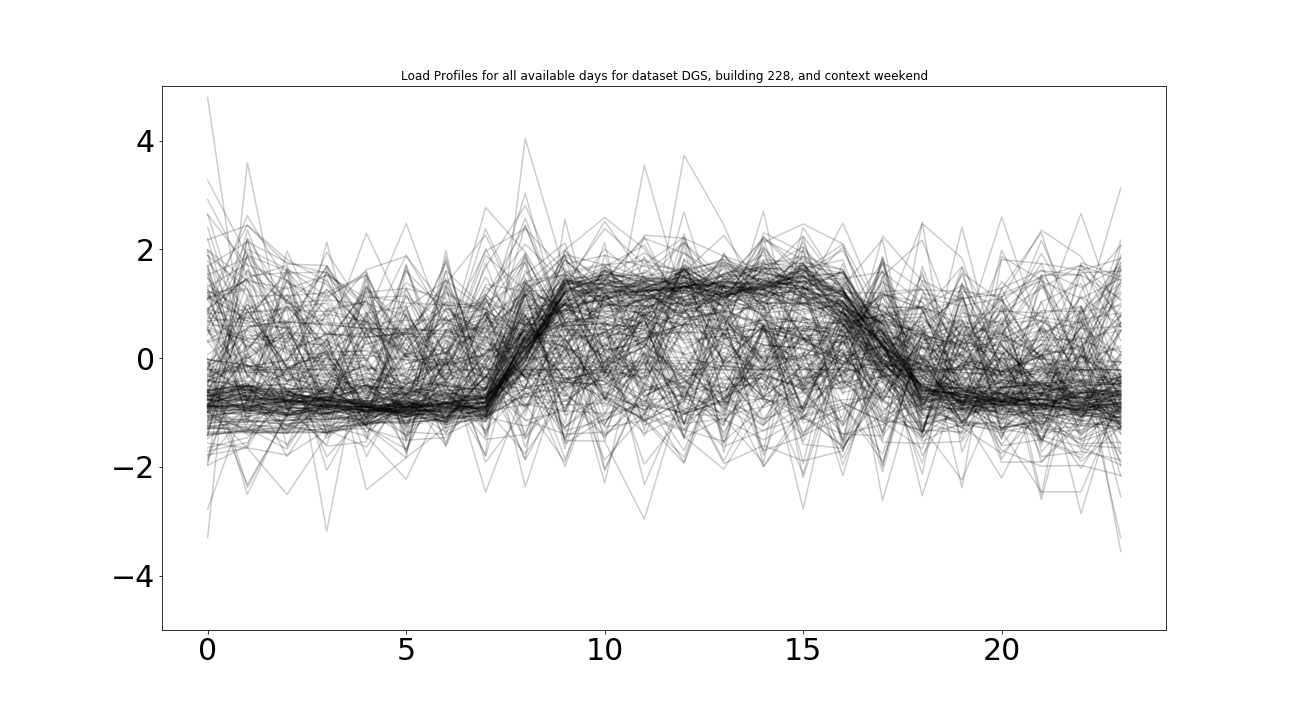 Load Profiles for all available days for dataset DGS, building 228, and context weekend
4
2
0
−2
−4
0 5 10 15 20